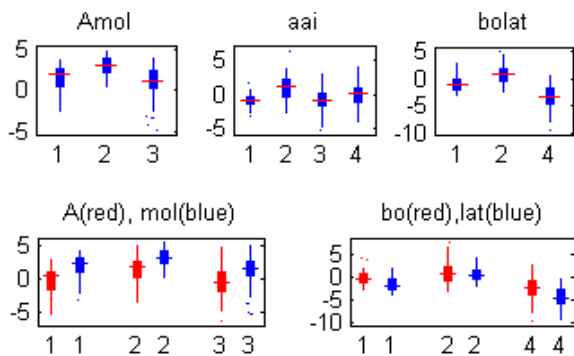 Amol aai bolat
5 5 5
0 0 0
-5 -5 -5
-10
1 2 3 1 2 3 4 1 2 4
A(red), mol(blue) bo(red),lat(blue)
5 5
0 0
-5 -5
-10
1 1 2 2 3 3 1 1 2 2 4 4